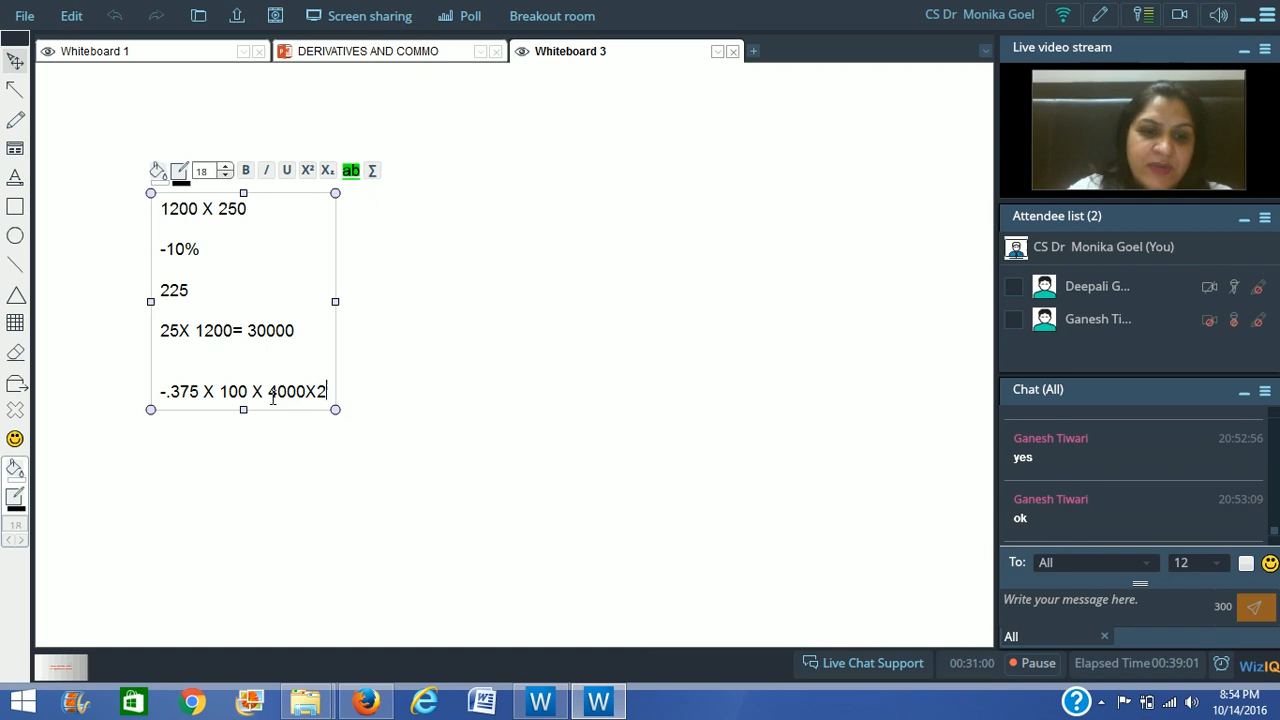 File Edit Screen sharing Poll Breakout room CS Dr Monika Goel
Whiteboard 1 DERIVATIVES AND COMMO Whiteboard 3
Live video stream
18 B I U X² X₂ ab Σ
1200 X 250
-10%
225
25X 1200= 30000
-.375 X 100 X 4000X2
Attendee list (2)
CS Dr Monika Goel (You)
Deepali G...
Ganesh Ti...
Chat (All)
Ganesh Tiwari 20:52:56
yes
Ganesh Tiwari 20:53:09
ok
18
To: All 12
Write your message here. 300
All
Live Chat Support 00:31:00 Pause Elapsed Time 00:39:01 WizIQ
8:54 PM
10/14/2016